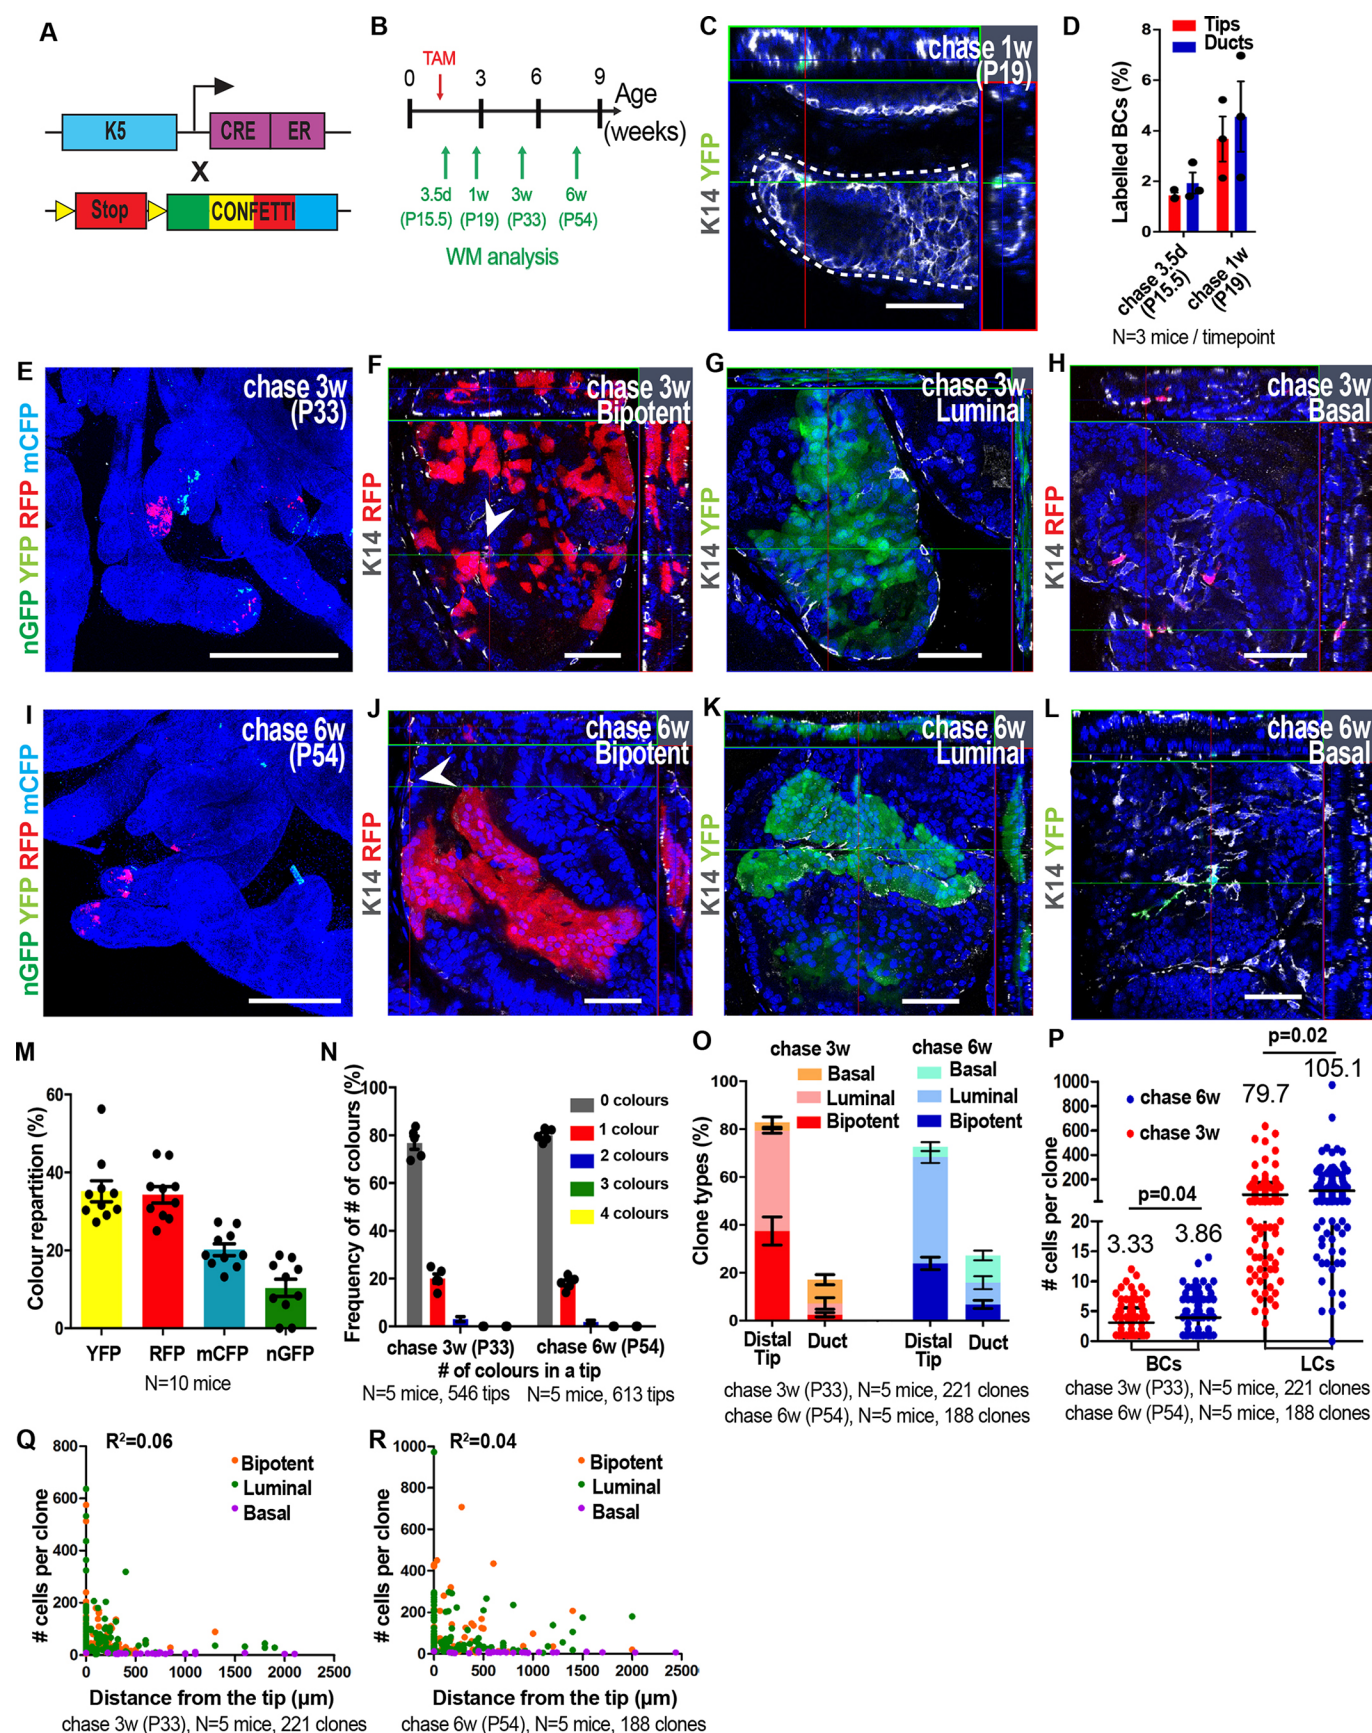 A
K5
CRE
ER
X
Stop
CONFETTI
B
TAM
0
3
6
9
Age
(weeks)
3.5d
1w
3w
6w
(P15.5)
(P19)
(P33)
(P54)
WM analysis
C
chase 1w
(P19)
K14 YFP
D
Tips
Ducts
Labelled BCs (%)
8
6
4
2
0
chase 3.5d
(P15.5)
chase 1w
(P19)
N=3 mice / timepoint
E
chase 3w
(P33)
nGFP YFP RFP mCFP
F
chase 3w
Bipotent
K14 RFP
G
chase 3w
Luminal
K14 YFP
H
chase 3w
Basal
K14 RFP
I
chase 6w
(P54)
nGFP YFP RFP mCFP
J
chase 6w
Bipotent
K14 RFP
K
chase 6w
Luminal
K14 YFP
L
chase 6w
Basal
K14 YFP
M
Colour repartition (%)
60
40
20
0
YFP
RFP
mCFP
nGFP
N=10 mice
N
Frequency of # of colours (%)
100
80
60
40
20
0
0 colours
1 colour
2 colours
3 colours
4 colours
chase 3w (P33)
chase 6w (P54)
# of colours in a tip
N=5 mice, 546 tips
N=5 mice, 613 tips
O
chase 3w
Basal
Luminal
Bipotent
chase 6w
Basal
Luminal
Bipotent
Clone types (%)
100
80
60
40
20
0
Distal
Tip
Duct
Distal
Tip
Duct
chase 3w (P33), N=5 mice, 221 clones
chase 6w (P54), N=5 mice, 188 clones
P
p=0.02
79.7
105.1
chase 6w
chase 3w
p=0.04
3.33
3.86
# cells per clone
1000
800
600
400
200
20
15
10
5
0
BCs
LCs
chase 3w (P33), N=5 mice, 221 clones
chase 6w (P54), N=5 mice, 188 clones
Q
R²=0.06
Bipotent
Luminal
Basal
# cells per clone
800
600
400
200
0
0
500
1000
1500
2000
2500
Distance from the tip (µm)
chase 3w (P33), N=5 mice, 221 clones
R
R²=0.04
Bipotent
Luminal
Basal
# cells per clone
1000
800
600
400
200
0
0
500
1000
1500
2000
2500
Distance from the tip (µm)
chase 6w (P54), N=5 mice, 188 clones